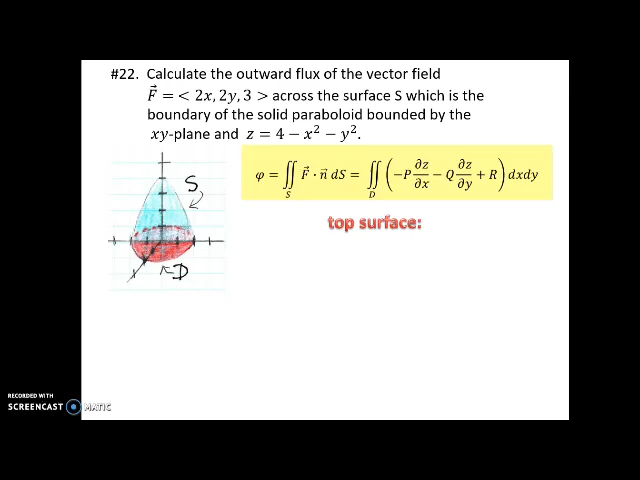 #22. Calculate the outward flux of the vector field
F⃗ = < 2x, 2y, 3 > across the surface S which is the
boundary of the solid paraboloid bounded by the
xy-plane and z = 4 − x² − y².
φ = ∬_S F⃗ · n⃗ dS = ∬_D (−P ∂z/∂x − Q ∂z/∂y + R) dxdy
S
top surface:
D
RECORDED WITH
SCREENCAST MATIC